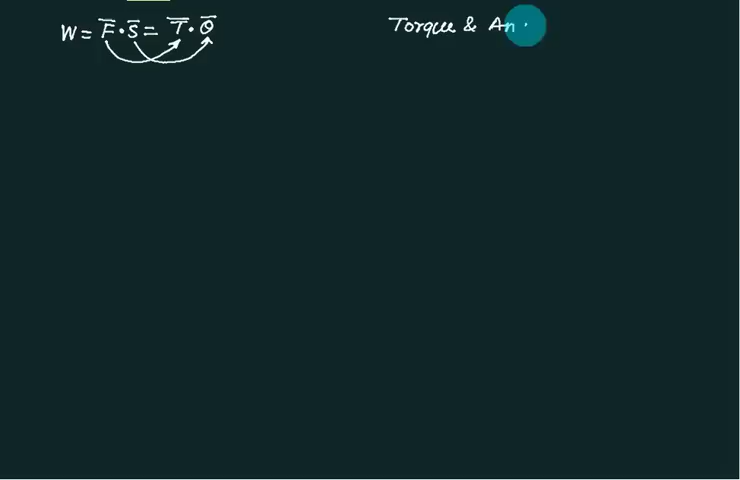 W = F̅ · S̅ = T̅ · θ̅
Torque & An